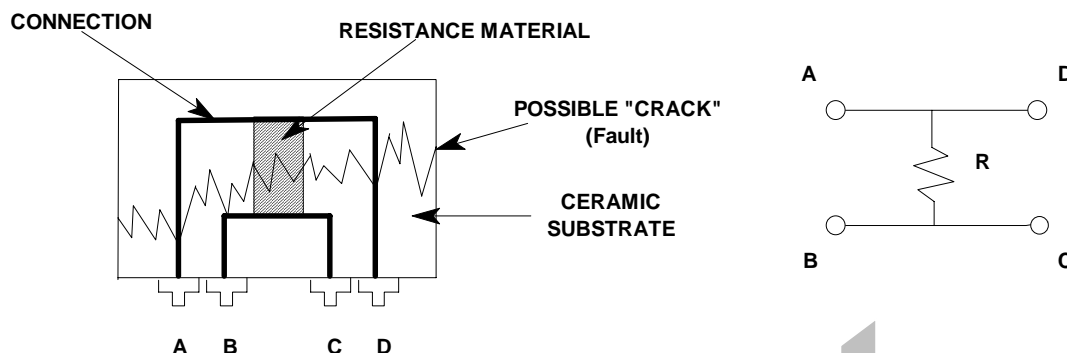 CONNECTION
RESISTANCE MATERIAL
POSSIBLE "CRACK"
(Fault)
CERAMIC
SUBSTRATE
A B C D
A D
R
B C